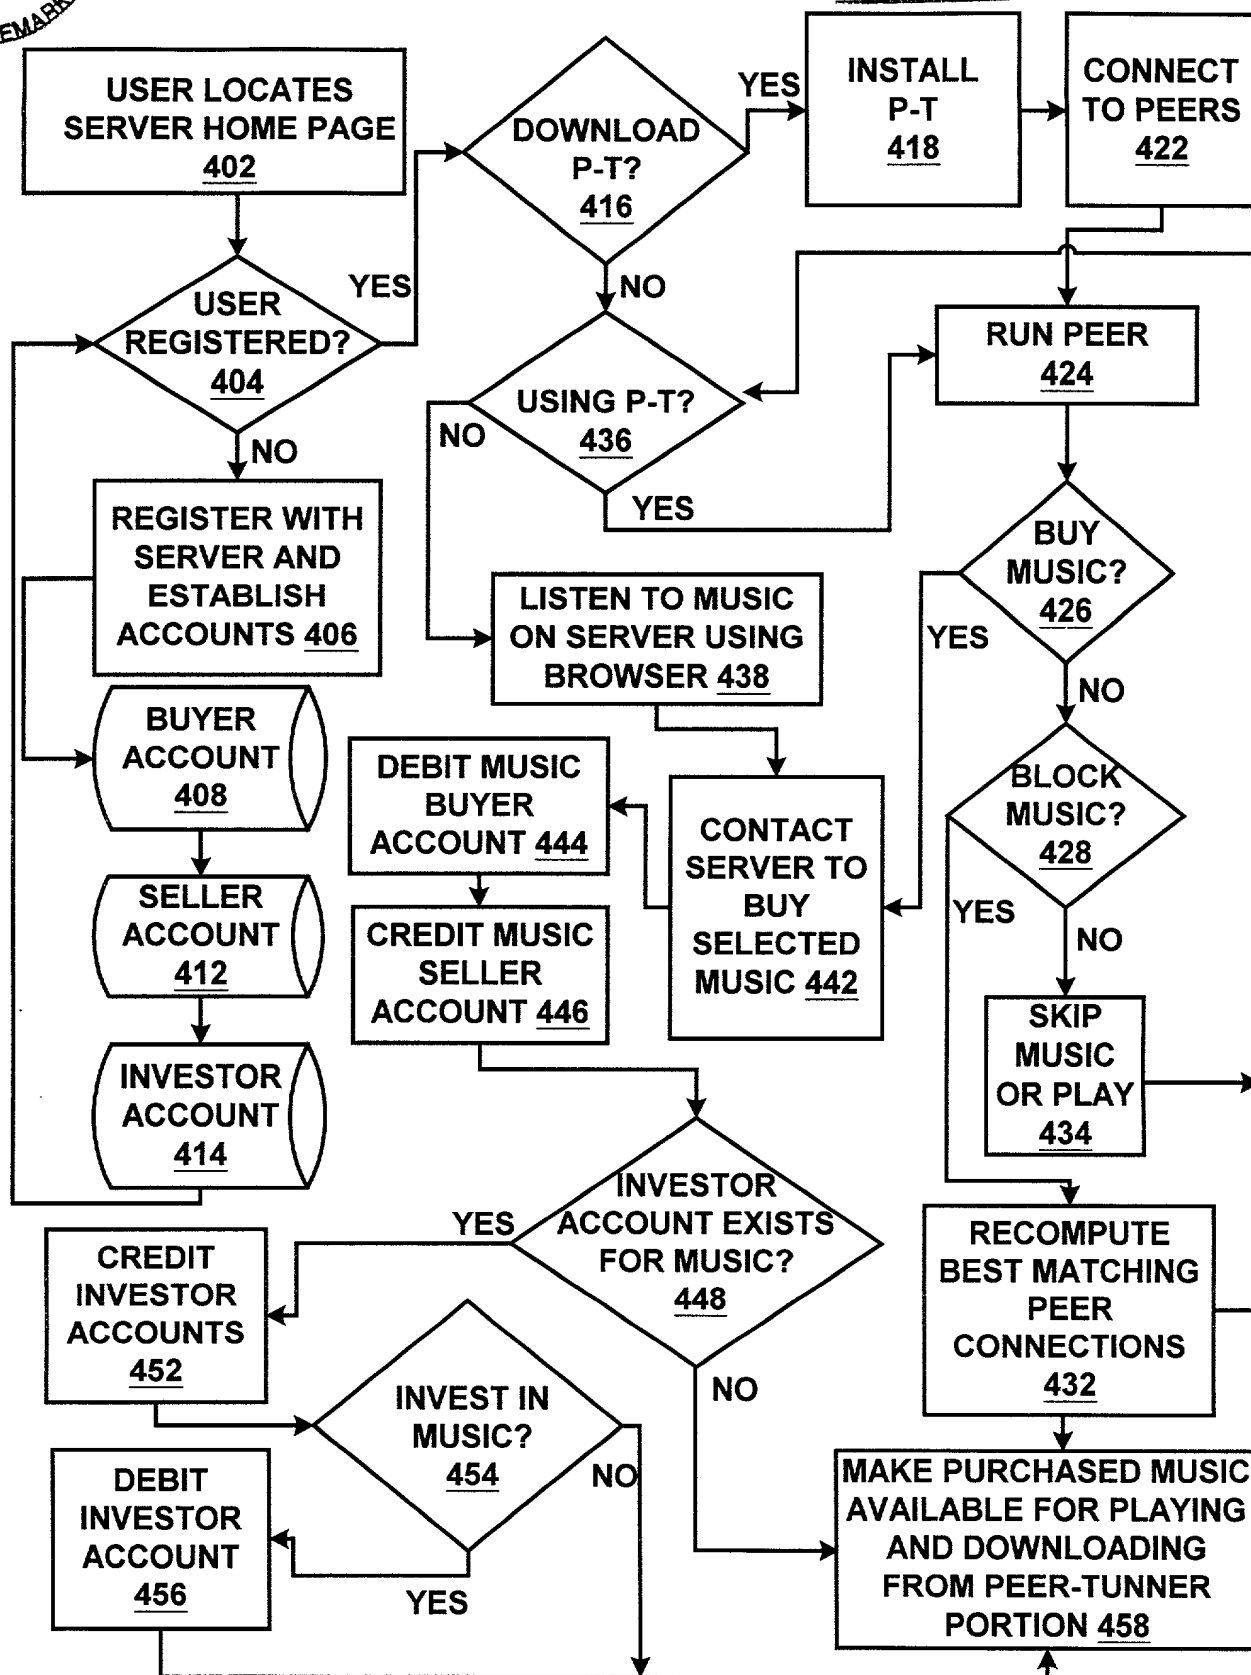 EMARK
USER LOCATES
SERVER HOME PAGE
402
USER
REGISTERED?
404
YES
NO
REGISTER WITH
SERVER AND
ESTABLISH
ACCOUNTS 406
BUYER
ACCOUNT
408
SELLER
ACCOUNT
412
INVESTOR
ACCOUNT
414
DOWNLOAD
P-T?
416
YES
NO
INSTALL
P-T
418
CONNECT
TO PEERS
422
USING P-T?
436
NO
YES
RUN PEER
424
BUY
MUSIC?
426
YES
NO
LISTEN TO MUSIC
ON SERVER USING
BROWSER 438
BLOCK
MUSIC?
428
YES
NO
CONTACT
SERVER TO
BUY
SELECTED
MUSIC 442
DEBIT MUSIC
BUYER
ACCOUNT 444
CREDIT MUSIC
SELLER
ACCOUNT 446
SKIP
MUSIC
OR PLAY
434
INVESTOR
ACCOUNT EXISTS
FOR MUSIC?
448
YES
NO
RECOMPUTE
BEST MATCHING
PEER
CONNECTIONS
432
CREDIT
INVESTOR
ACCOUNTS
452
INVEST IN
MUSIC?
454
NO
YES
DEBIT
INVESTOR
ACCOUNT
456
MAKE PURCHASED MUSIC
AVAILABLE FOR PLAYING
AND DOWNLOADING
FROM PEER-TUNNER
PORTION 458